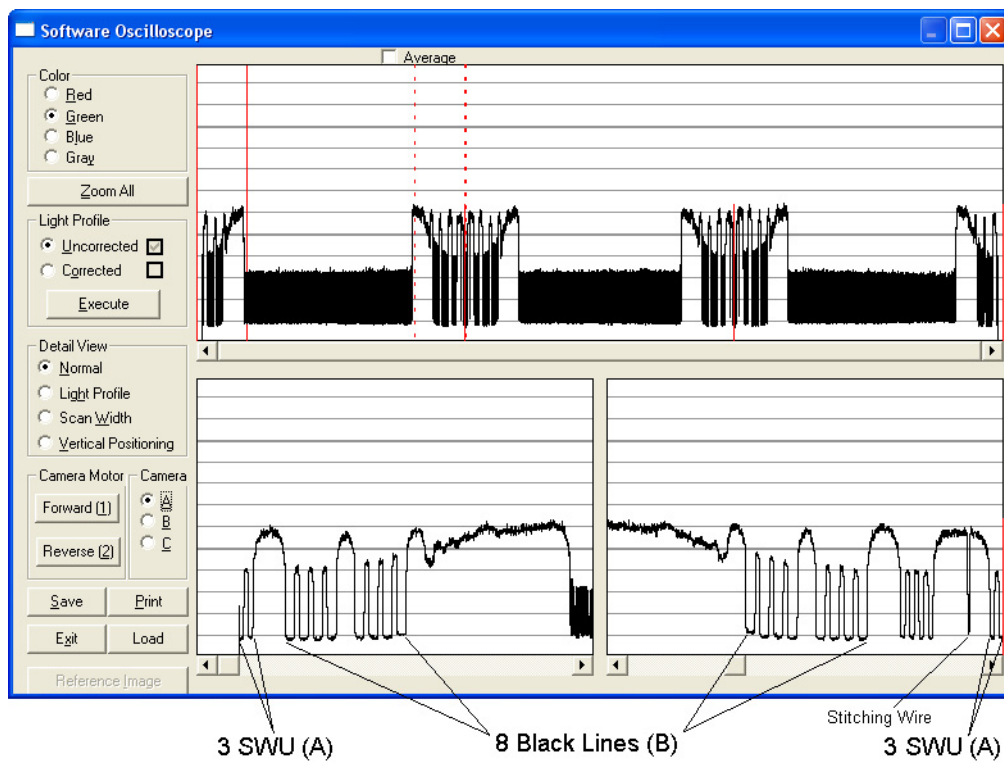 Software Oscilloscope
Average
Color
Red
Green
Blue
Gray
Zoom All
Light Profile
Uncorrected
Corrected
Execute
Detail View
Normal
Light Profile
Scan Width
Vertical Positioning
Camera Motor
Forward (1)
Reverse (2)
Camera
A
B
C
Save
Print
Exit
Load
Reference Image
3 SWU (A)
8 Black Lines (B)
Stitching Wire
3 SWU (A)